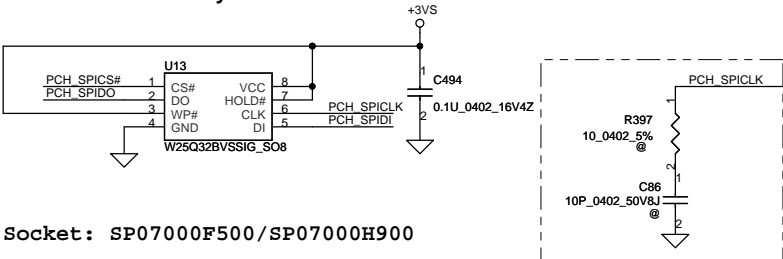 +3VS
U13
PCH_SPICS# 1 CS# VCC 8
PCH_SPIDO 2 DO HOLD# 7
3 WP# CLK 6 PCH_SPICLK
4 GND DI 5 PCH_SPIDI
W25Q32BVSSIG_SO8
1
C494
0.1U_0402_16V4Z
2
PCH_SPICLK
1
R397
10_0402_5%
@
2
1
C86
10P_0402_50V8J
@
2
Socket: SP07000F500/SP07000H900